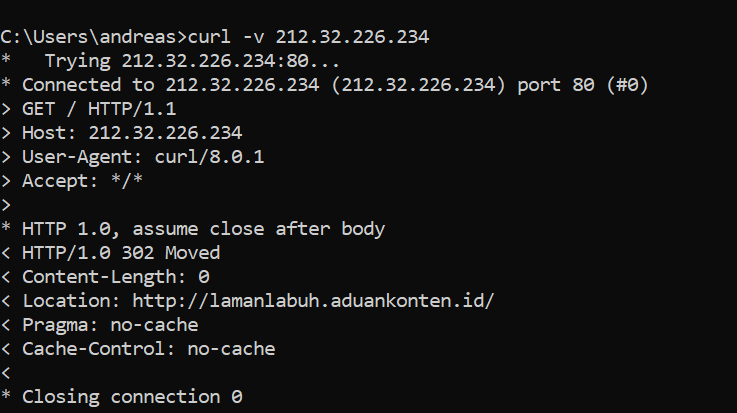 C:\Users\andreas>curl -v 212.32.226.234
*   Trying 212.32.226.234:80...
* Connected to 212.32.226.234 (212.32.226.234) port 80 (#0)
> GET / HTTP/1.1
> Host: 212.32.226.234
> User-Agent: curl/8.0.1
> Accept: */*
>
* HTTP 1.0, assume close after body
< HTTP/1.0 302 Moved
< Content-Length: 0
< Location: http://lamanlabuh.aduankonten.id/
< Pragma: no-cache
< Cache-Control: no-cache
<
* Closing connection 0